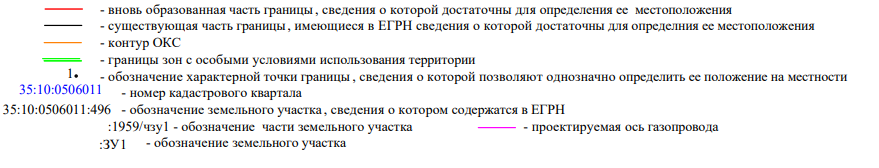 - вновь образованная часть границы, сведения о которой достаточны для определения ее местоположения
- существующая часть границы, имеющиеся в ЕГРН сведения о которой достаточны для определния ее местоположения
- контур ОКС
- границы зон с особыми условиями использования территории
1. - обозначение характерной точки границы, сведения о которой позволяют однозначно определить ее положение на местности
35:10:0506011 - номер кадастрового квартала
35:10:0506011:496 - обозначение земельного участка, сведения о котором содержатся в ЕГРН
:1959/чзу1 - обозначение части земельного участка - проектируемая ось газопровода
:ЗУ1 - обозначение земельного участка